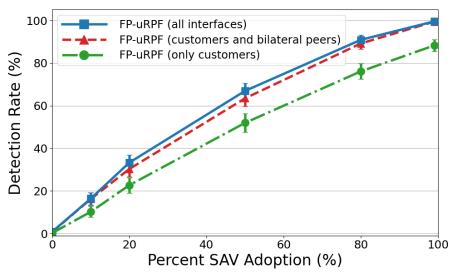 100
80
60
40
20
0
Detection Rate (%)
FP-uRPF (all interfaces)
FP-uRPF (customers and bilateral peers)
FP-uRPF (only customers)
0 20 40 60 80 100
Percent SAV Adoption (%)